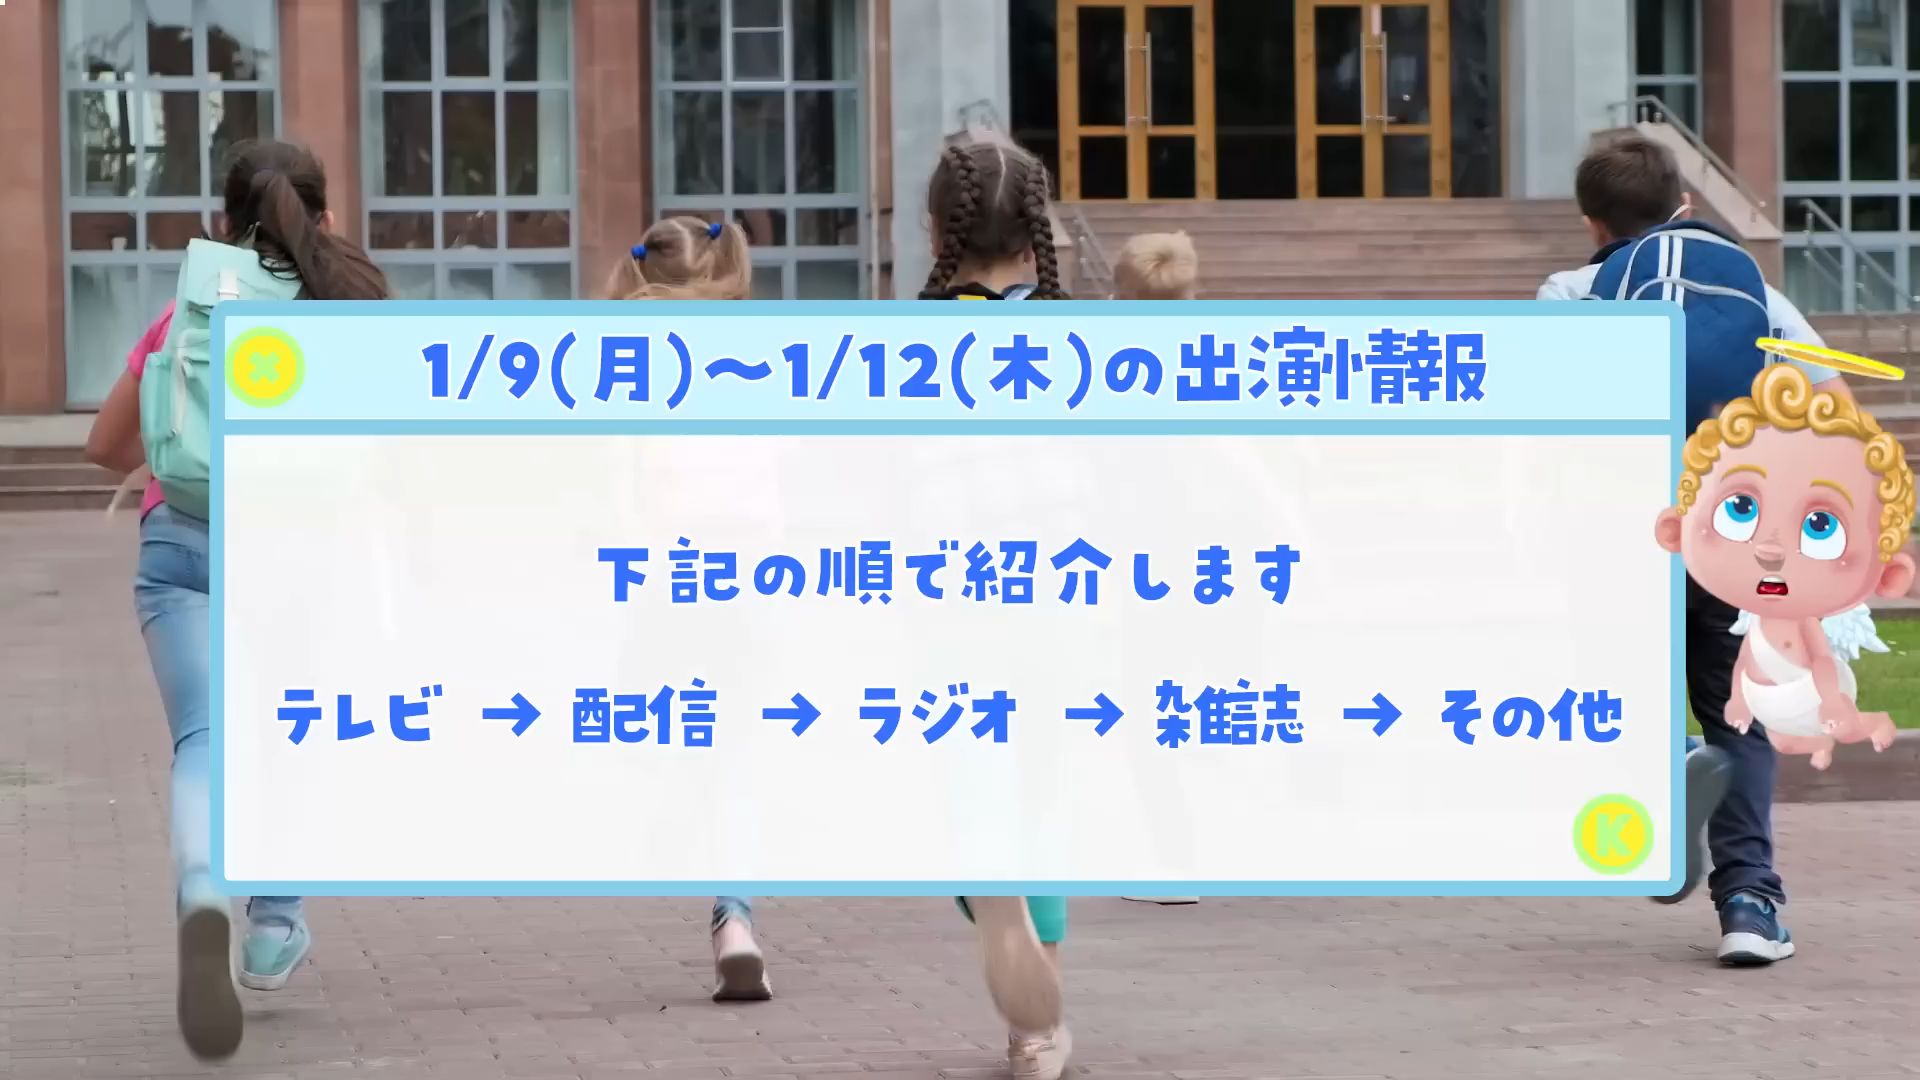 1/9(月)〜1/12(木)の出演情報
下記の順で紹介します
テレビ → 配信 → ラジオ → 雑誌 → その他
K